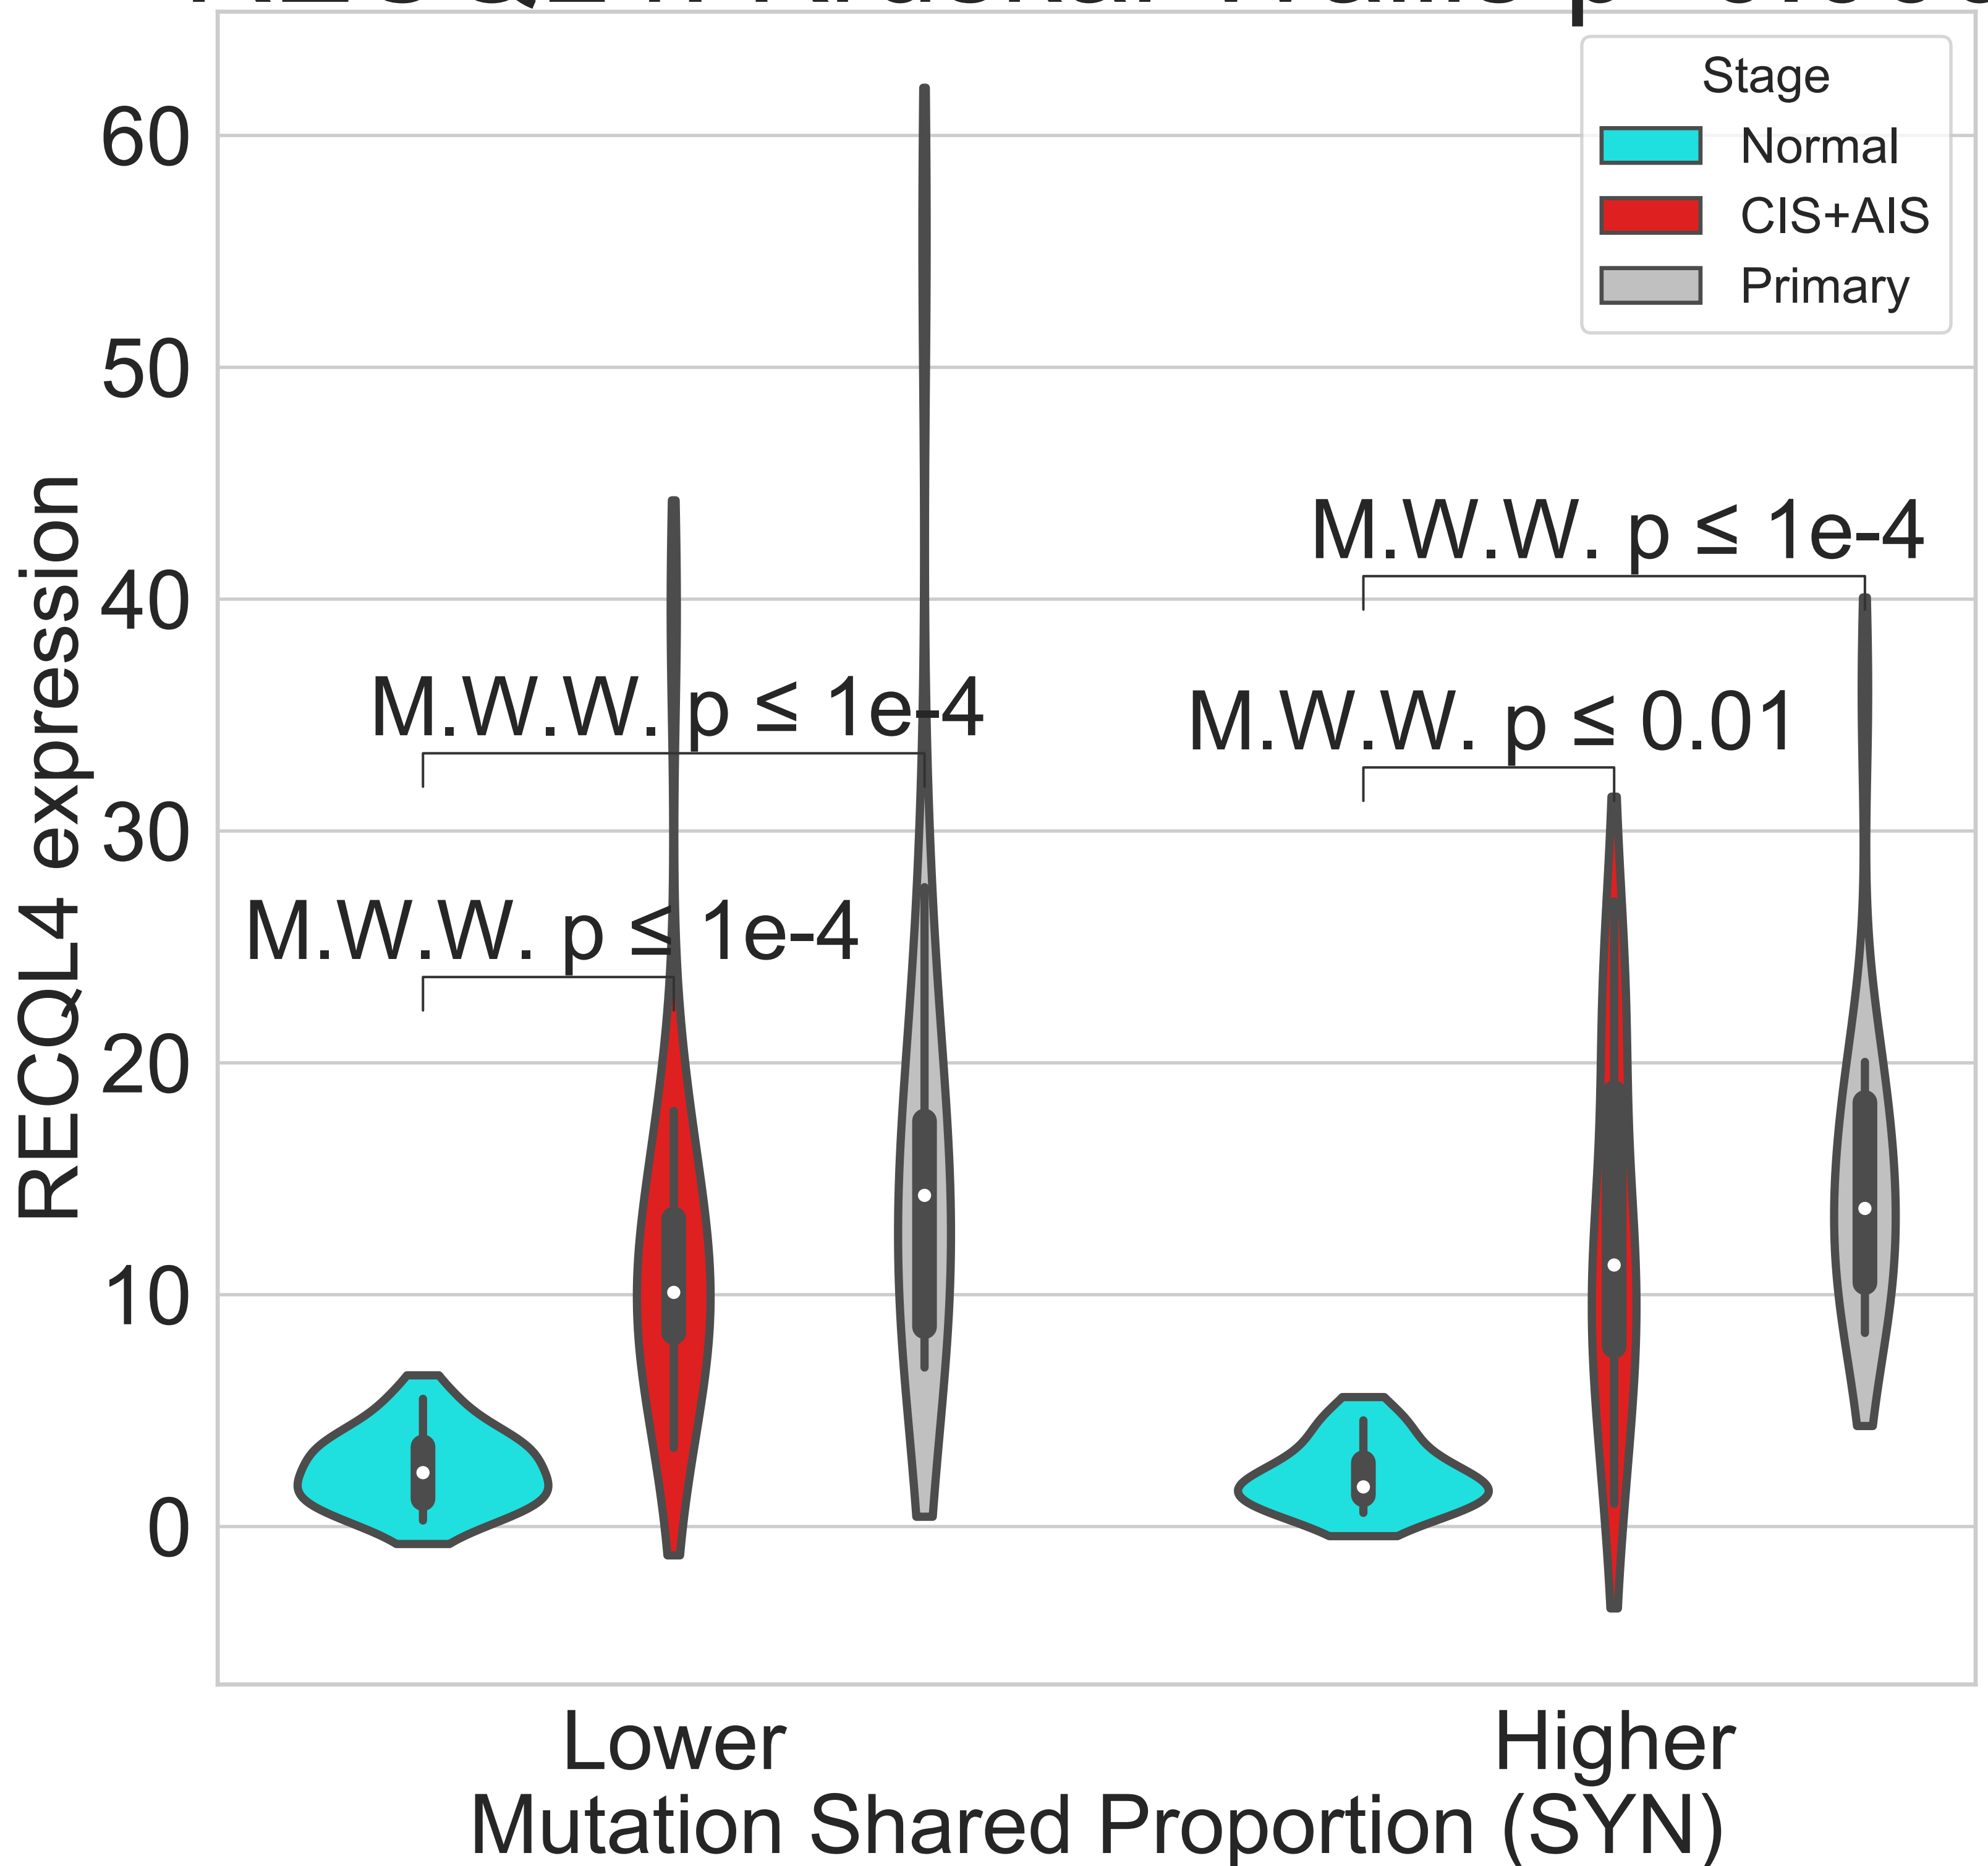 Stage
Normal
CIS+AIS
Primary
60
50
40
30
20
10
0
RECQL4 expression
M.W.W. p ≤ 1e-4
M.W.W. p ≤ 1e-4
M.W.W. p ≤ 0.01
M.W.W. p ≤ 1e-4
Lower
Higher
Mutation Shared Proportion (SYN)